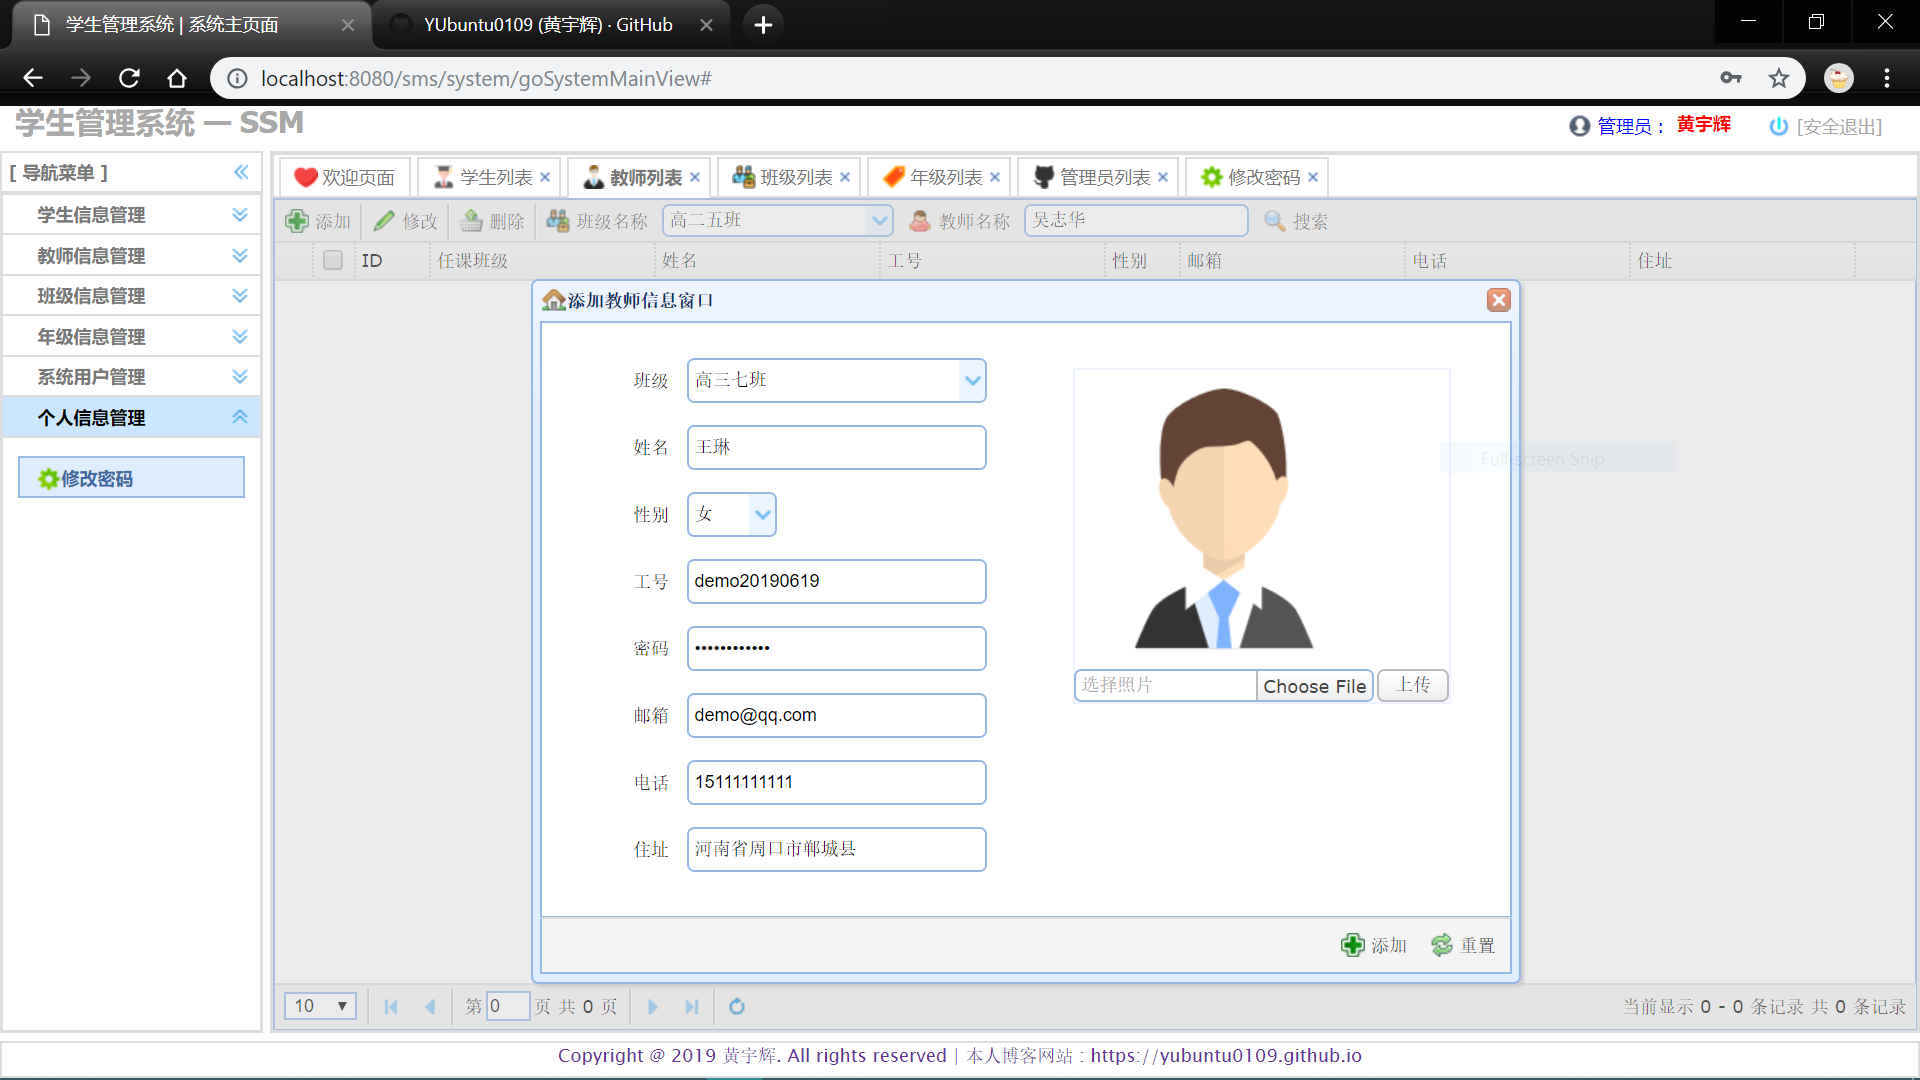 学生管理系统 | 系统主页面
YUbuntu0109 (黄宇辉) · GitHub
localhost:8080/sms/system/goSystemMainView#
学生管理系统 — SSM
管理员： 黄宇辉 [安全退出]
[ 导航菜单 ]
学生信息管理
教师信息管理
班级信息管理
年级信息管理
系统用户管理
个人信息管理
修改密码
欢迎页面 学生列表 教师列表 班级列表 年级列表 管理员列表 修改密码
添加 修改 删除 班级名称 高二五班 教师名称 吴志华 搜索
ID 任课班级 姓名 工号 性别 邮箱 电话 住址
添加教师信息窗口
班级 高三七班
姓名 王琳
性别 女
工号 demo20190619
密码 ••••••••••••
邮箱 demo@qq.com
电话 15111111111
住址 河南省周口市郸城县
选择照片 Choose File 上传
Full-screen Snip
添加 重置
10 第 0 页 共 0 页
当前显示 0 - 0 条记录 共 0 条记录
Copyright @ 2019 黄宇辉. All rights reserved | 本人博客网站 : https://yubuntu0109.github.io